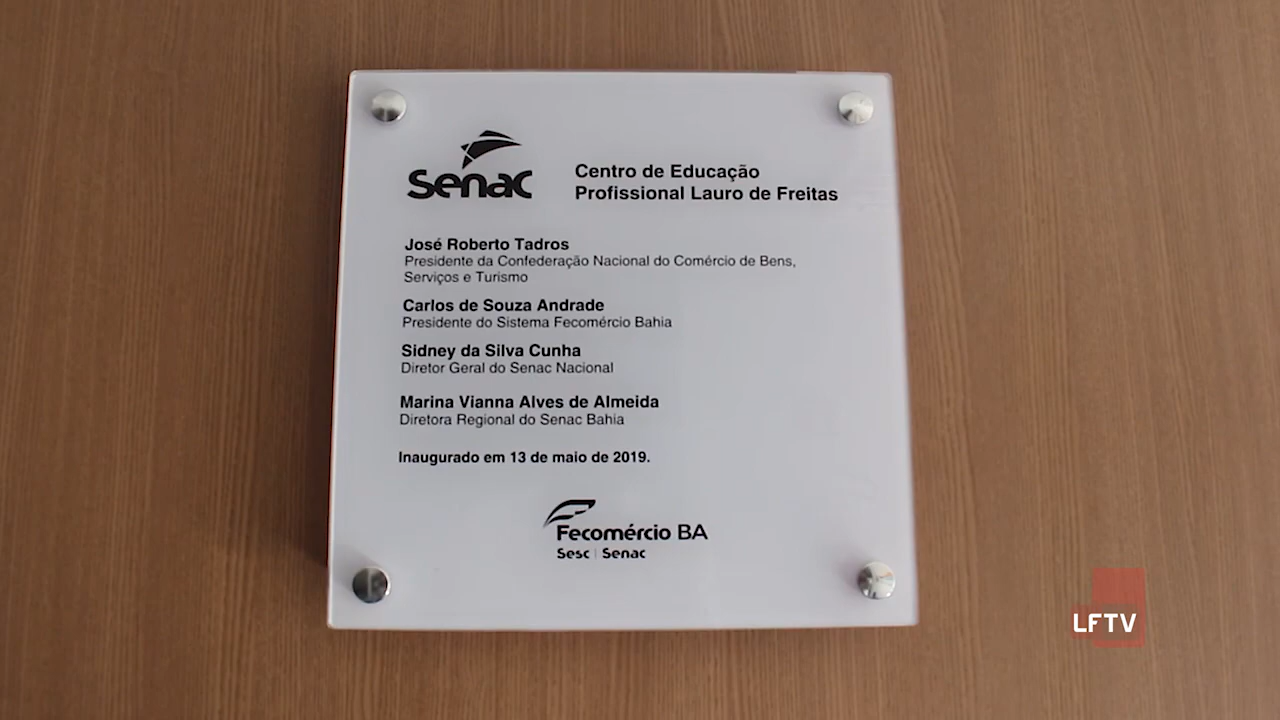 Senac
Centro de Educação
Profissional Lauro de Freitas
José Roberto Tadros
Presidente da Confederação Nacional do Comércio de Bens,
Serviços e Turismo
Carlos de Souza Andrade
Presidente do Sistema Fecomércio Bahia
Sidney da Silva Cunha
Diretor Geral do Senac Nacional
Marina Vianna Alves de Almeida
Diretora Regional do Senac Bahia
Inaugurado em 13 de maio de 2019.
Fecomércio BA
Sesc | Senac
LFTV